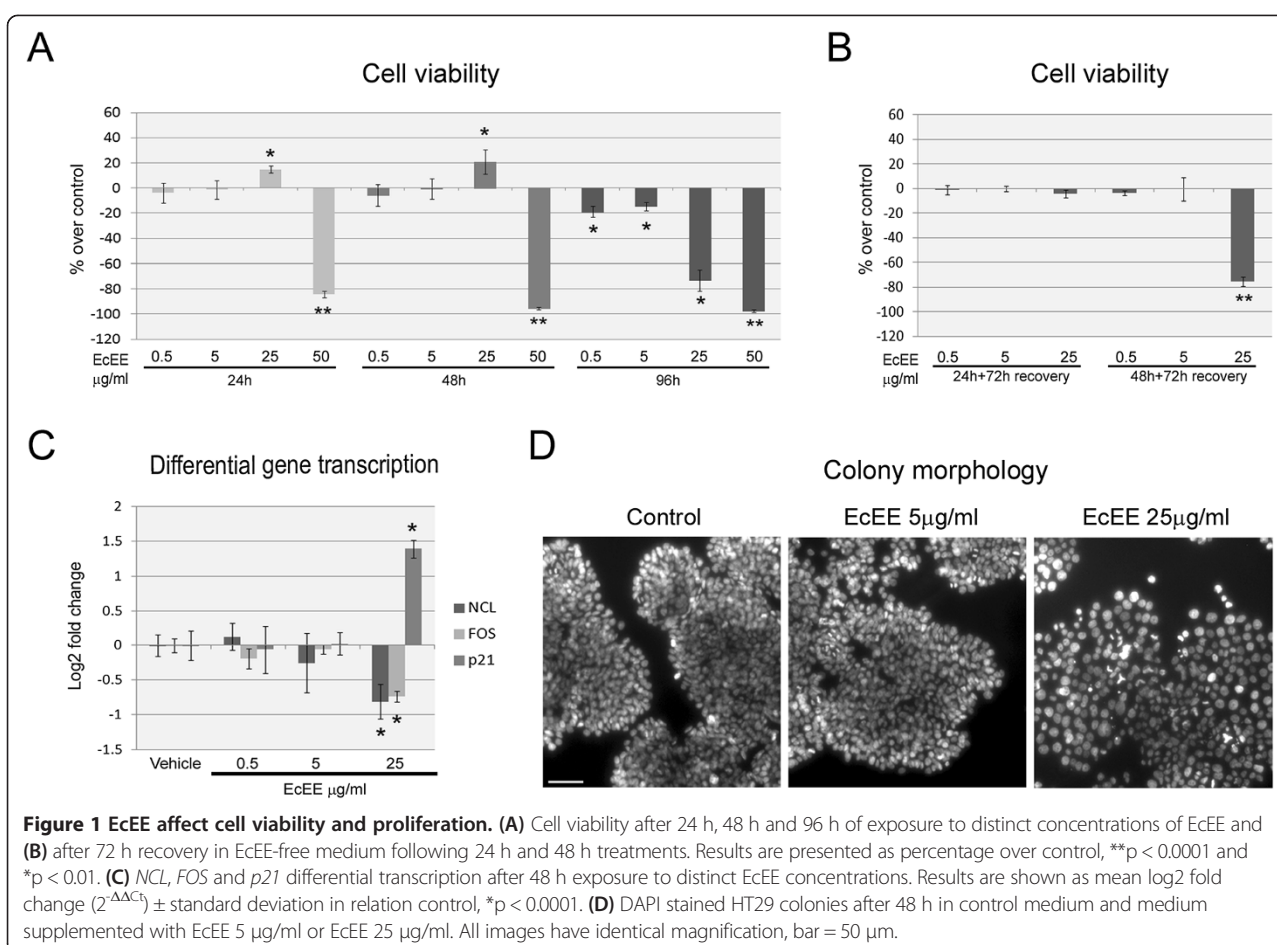 A
Cell viability
% over control
60
40
20
0
-20
-40
-60
-80
-100
-120
* ** * ** * * * **
EcEE 0.5 5 25 50 0.5 5 25 50 0.5 5 25 50
μg/ml 24h 48h 96h
B
Cell viability
% over control
60
40
20
0
-20
-40
-60
-80
-100
-120
**
EcEE 0.5 5 25 0.5 5 25
μg/ml 24h+72h recovery 48h+72h recovery
C
Differential gene transcription
Log2 fold change
2
1.5
1
0.5
0
-0.5
-1
-1.5
* * *
NCL
FOS
p21
Vehicle 0.5 5 25
EcEE μg/ml
D
Colony morphology
Control EcEE 5μg/ml EcEE 25μg/ml
Figure 1 EcEE affect cell viability and proliferation. (A) Cell viability after 24 h, 48 h and 96 h of exposure to distinct concentrations of EcEE and
(B) after 72 h recovery in EcEE-free medium following 24 h and 48 h treatments. Results are presented as percentage over control, **p < 0.0001 and
*p < 0.01. (C) NCL, FOS and p21 differential transcription after 48 h exposure to distinct EcEE concentrations. Results are shown as mean log2 fold
change (2^-ΔΔCt) ± standard deviation in relation control, *p < 0.0001. (D) DAPI stained HT29 colonies after 48 h in control medium and medium
supplemented with EcEE 5 μg/ml or EcEE 25 μg/ml. All images have identical magnification, bar = 50 μm.